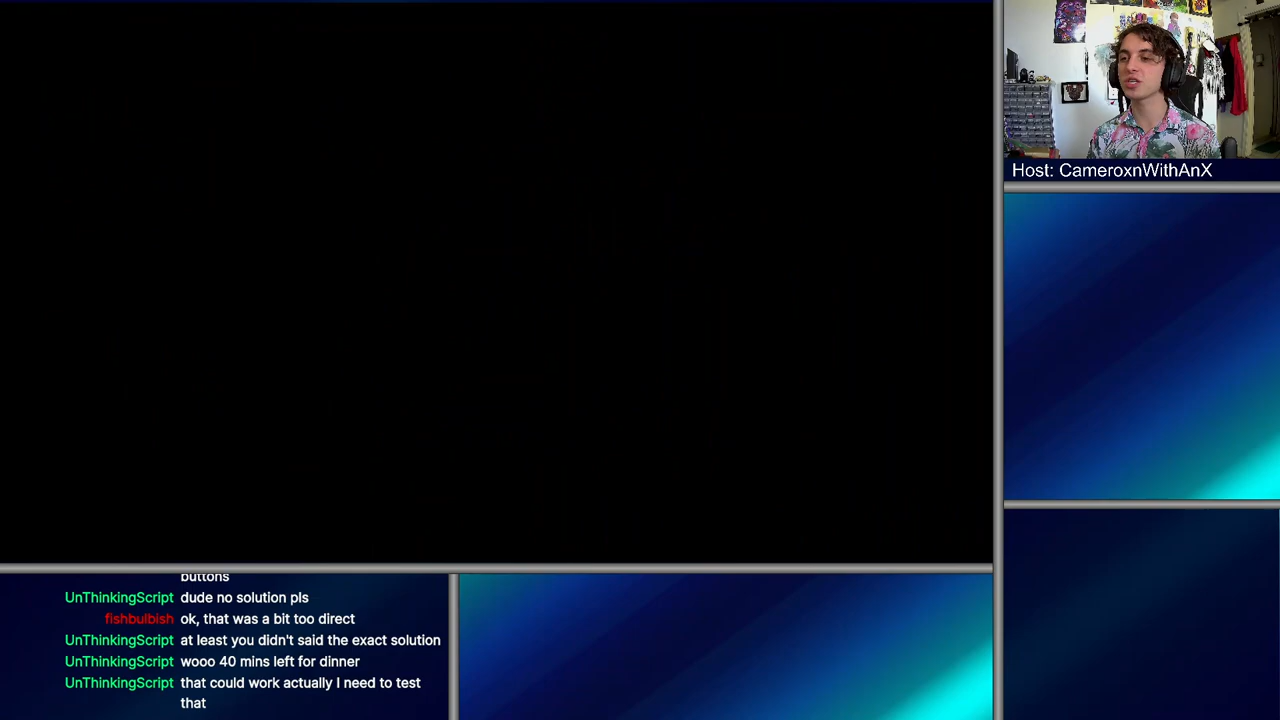 Host: CameroxnWithAnX
buttons
UnThinkingScript dude no solution pls
fishbulbish ok, that was a bit too direct
UnThinkingScript at least you didn't said the exact solution
UnThinkingScript wooo 40 mins left for dinner
UnThinkingScript that could work actually I need to test
that